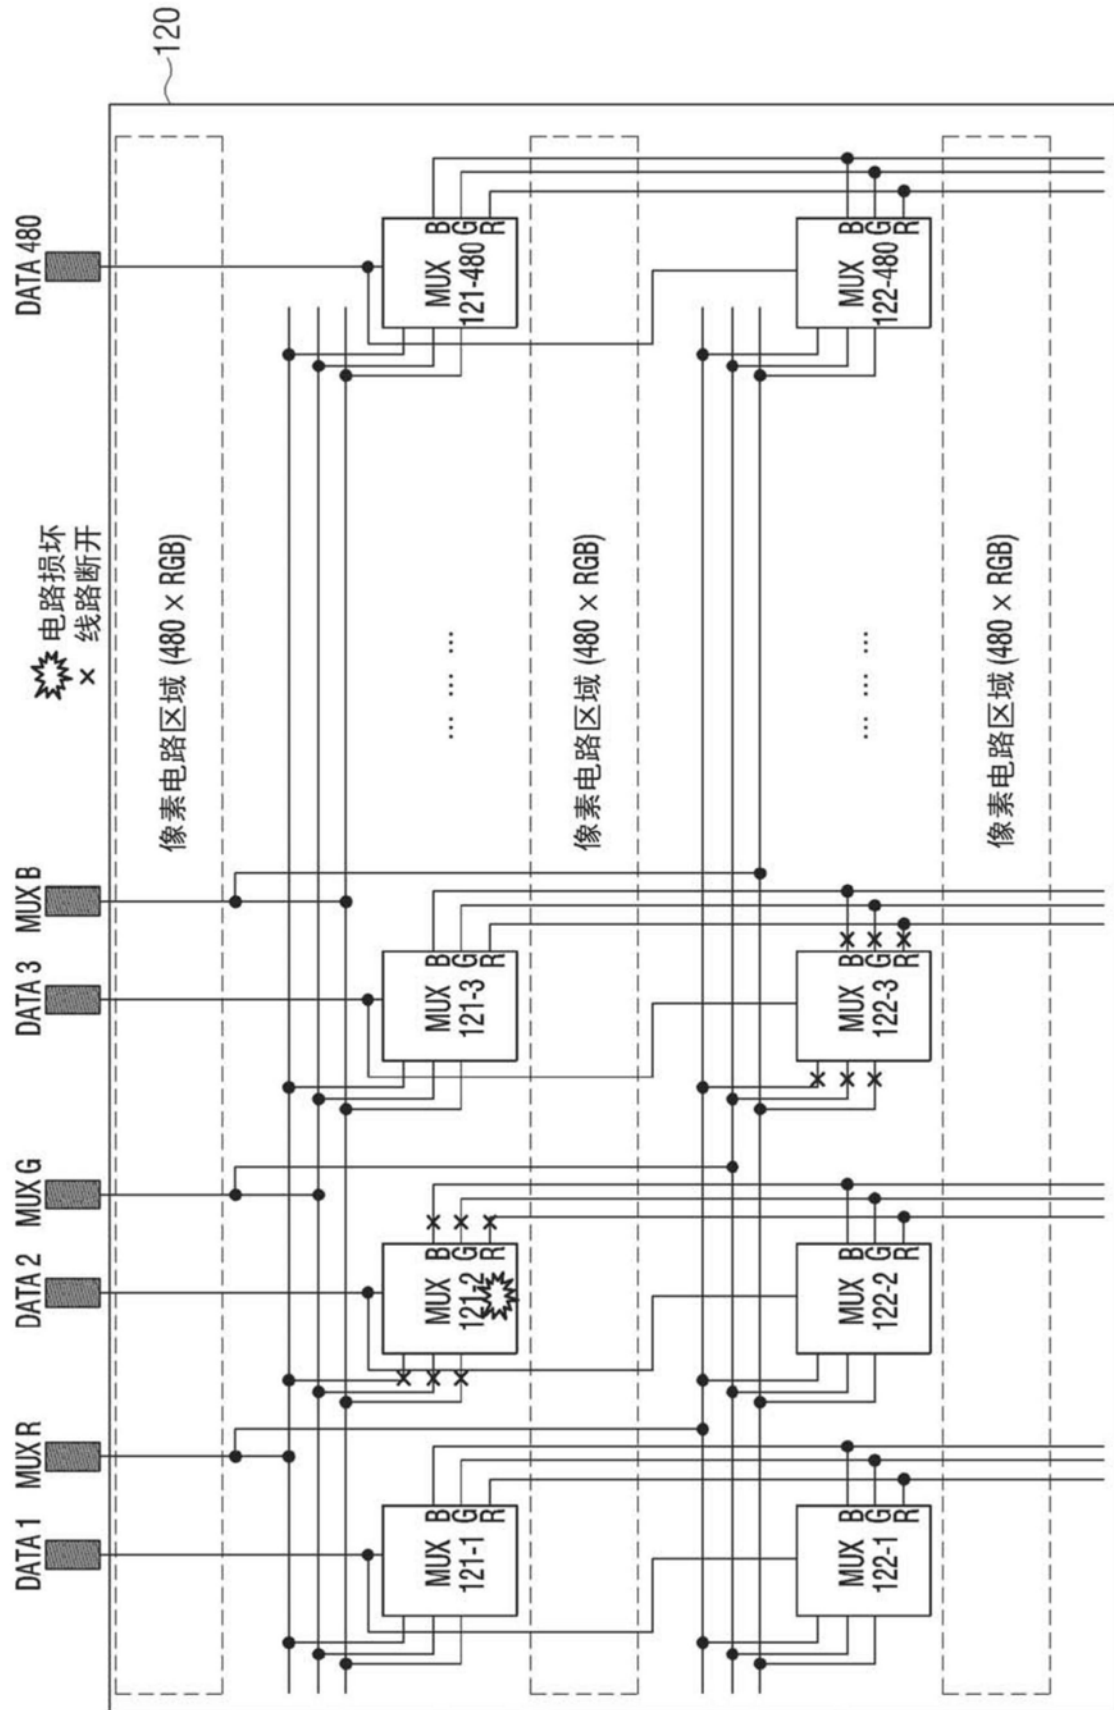 120
DATA 1
MUX R
DATA 2
MUX G
DATA 3
MUX B
DATA 480
电路损坏
× 线路断开
像素电路区域 (480 × RGB)
MUX
121-1
B
G
R
MUX
121-2
B
G
R
MUX
121-3
B
G
R
... ... ...
MUX
121-480
B
G
R
像素电路区域 (480 × RGB)
MUX
122-1
B
G
R
MUX
122-2
B
G
R
MUX
122-3
B
G
R
... ... ...
MUX
122-480
B
G
R
像素电路区域 (480 × RGB)